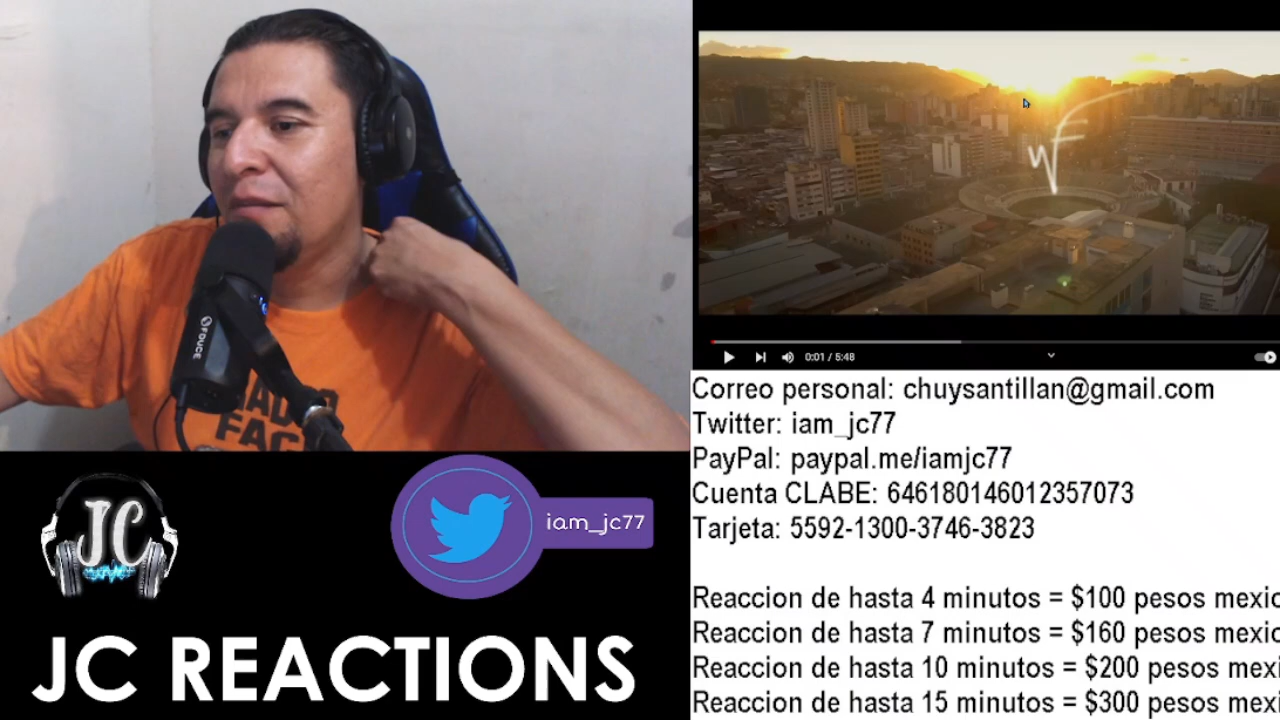 WF
0:01 / 5:48
Correo personal: chuysantillan@gmail.com
Twitter: iam_jc77
PayPal: paypal.me/iamjc77
Cuenta CLABE: 646180146012357073
Tarjeta: 5592-1300-3746-3823
Reaccion de hasta 4 minutos = $100 pesos mexic
Reaccion de hasta 7 minutos = $160 pesos mexic
Reaccion de hasta 10 minutos = $200 pesos mexi
Reaccion de hasta 15 minutos = $300 pesos mexi
FDUCE
FAC
JC
iam_jc77
JC REACTIONS